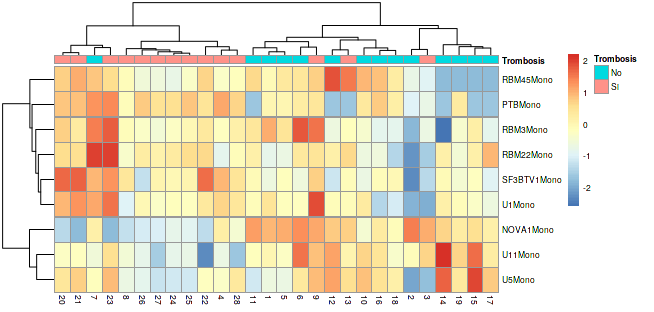 Trombosis
RBM45Mono
PTBMono
RBM3Mono
RBM22Mono
SF3BTV1Mono
U1Mono
NOVA1Mono
U11Mono
U5Mono
20 21 7 23 8 26 27 24 25 22 4 28 11 1 5 6 9 12 13 10 16 18 2 3 14 19 15 17
2
1
0
-1
-2
Trombosis
No
SI